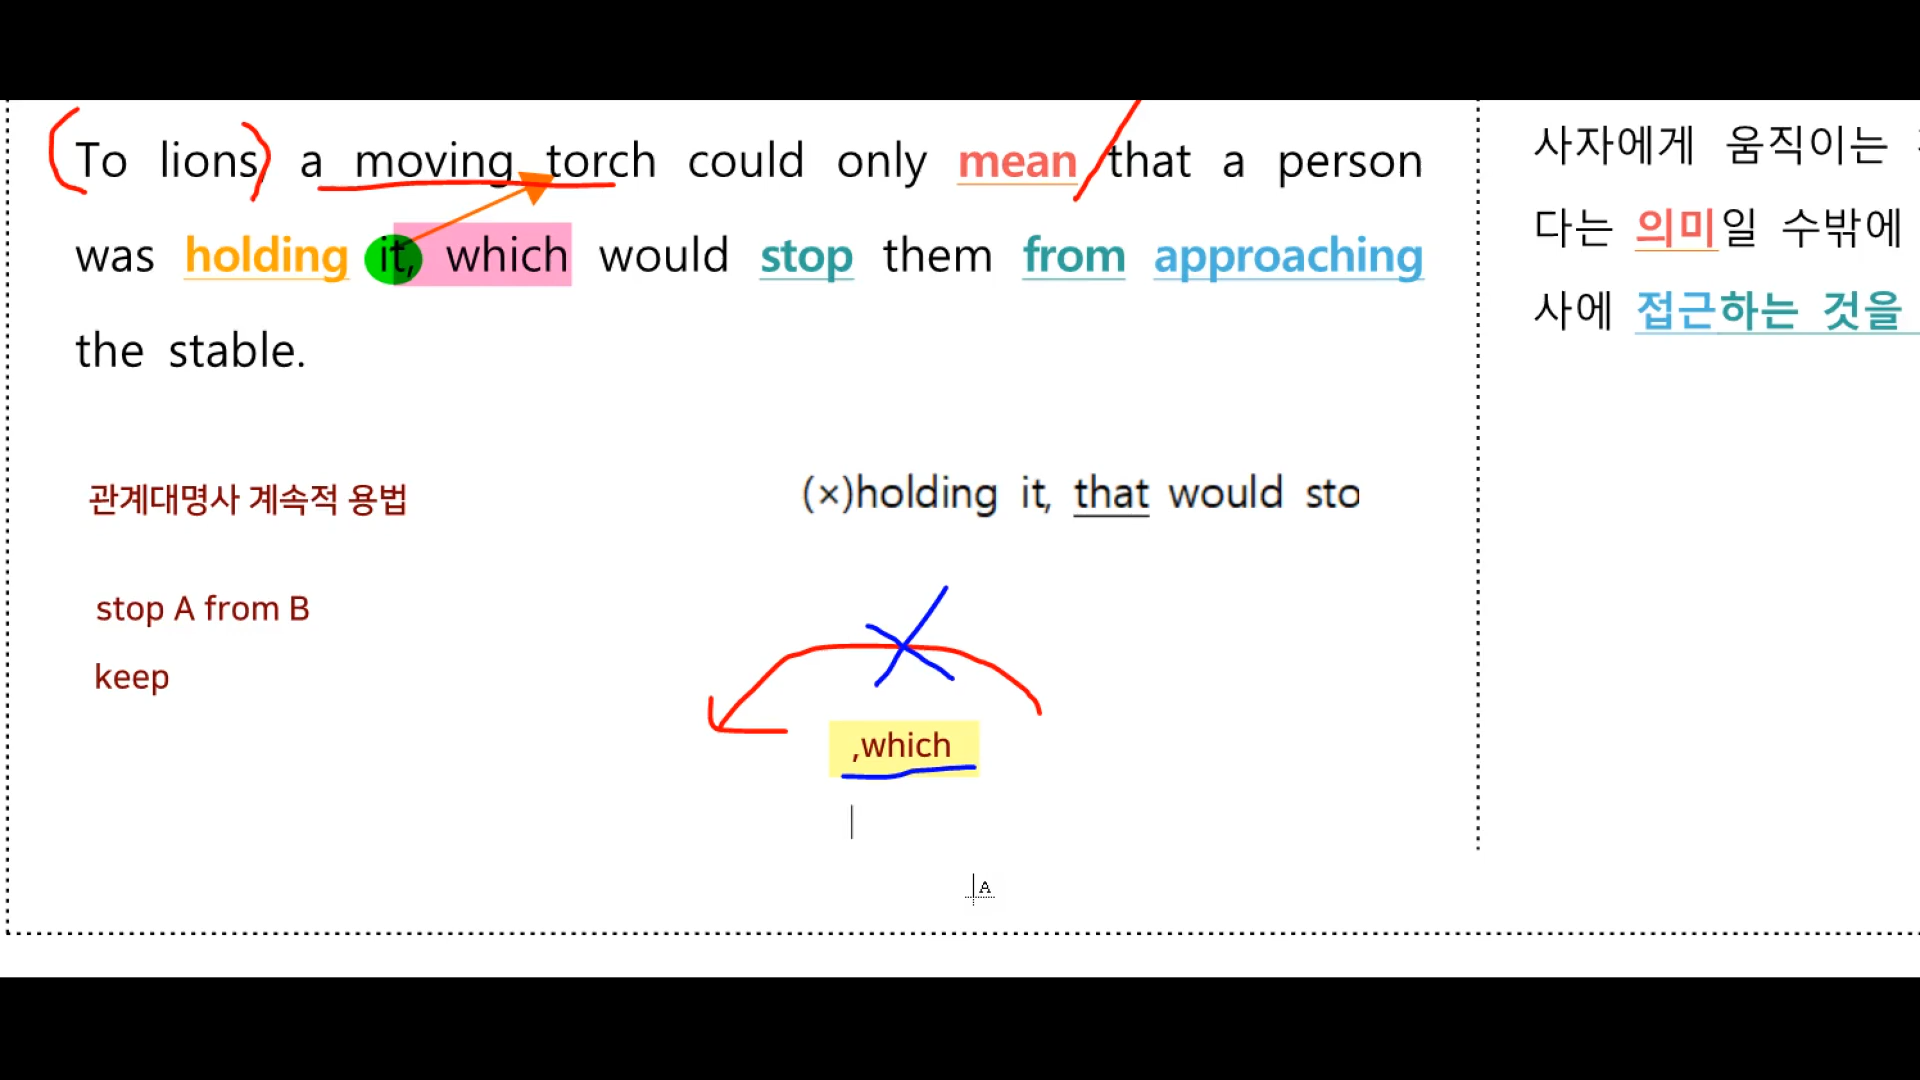 To lions a moving torch could only mean that a person
was holding it, which would stop them from approaching
the stable.
사자에게 움직이는
다는 의미일 수밖에
사에 접근하는 것을
관계대명사 계속적 용법
(×)holding it, that would sto
stop A from B
keep
,which